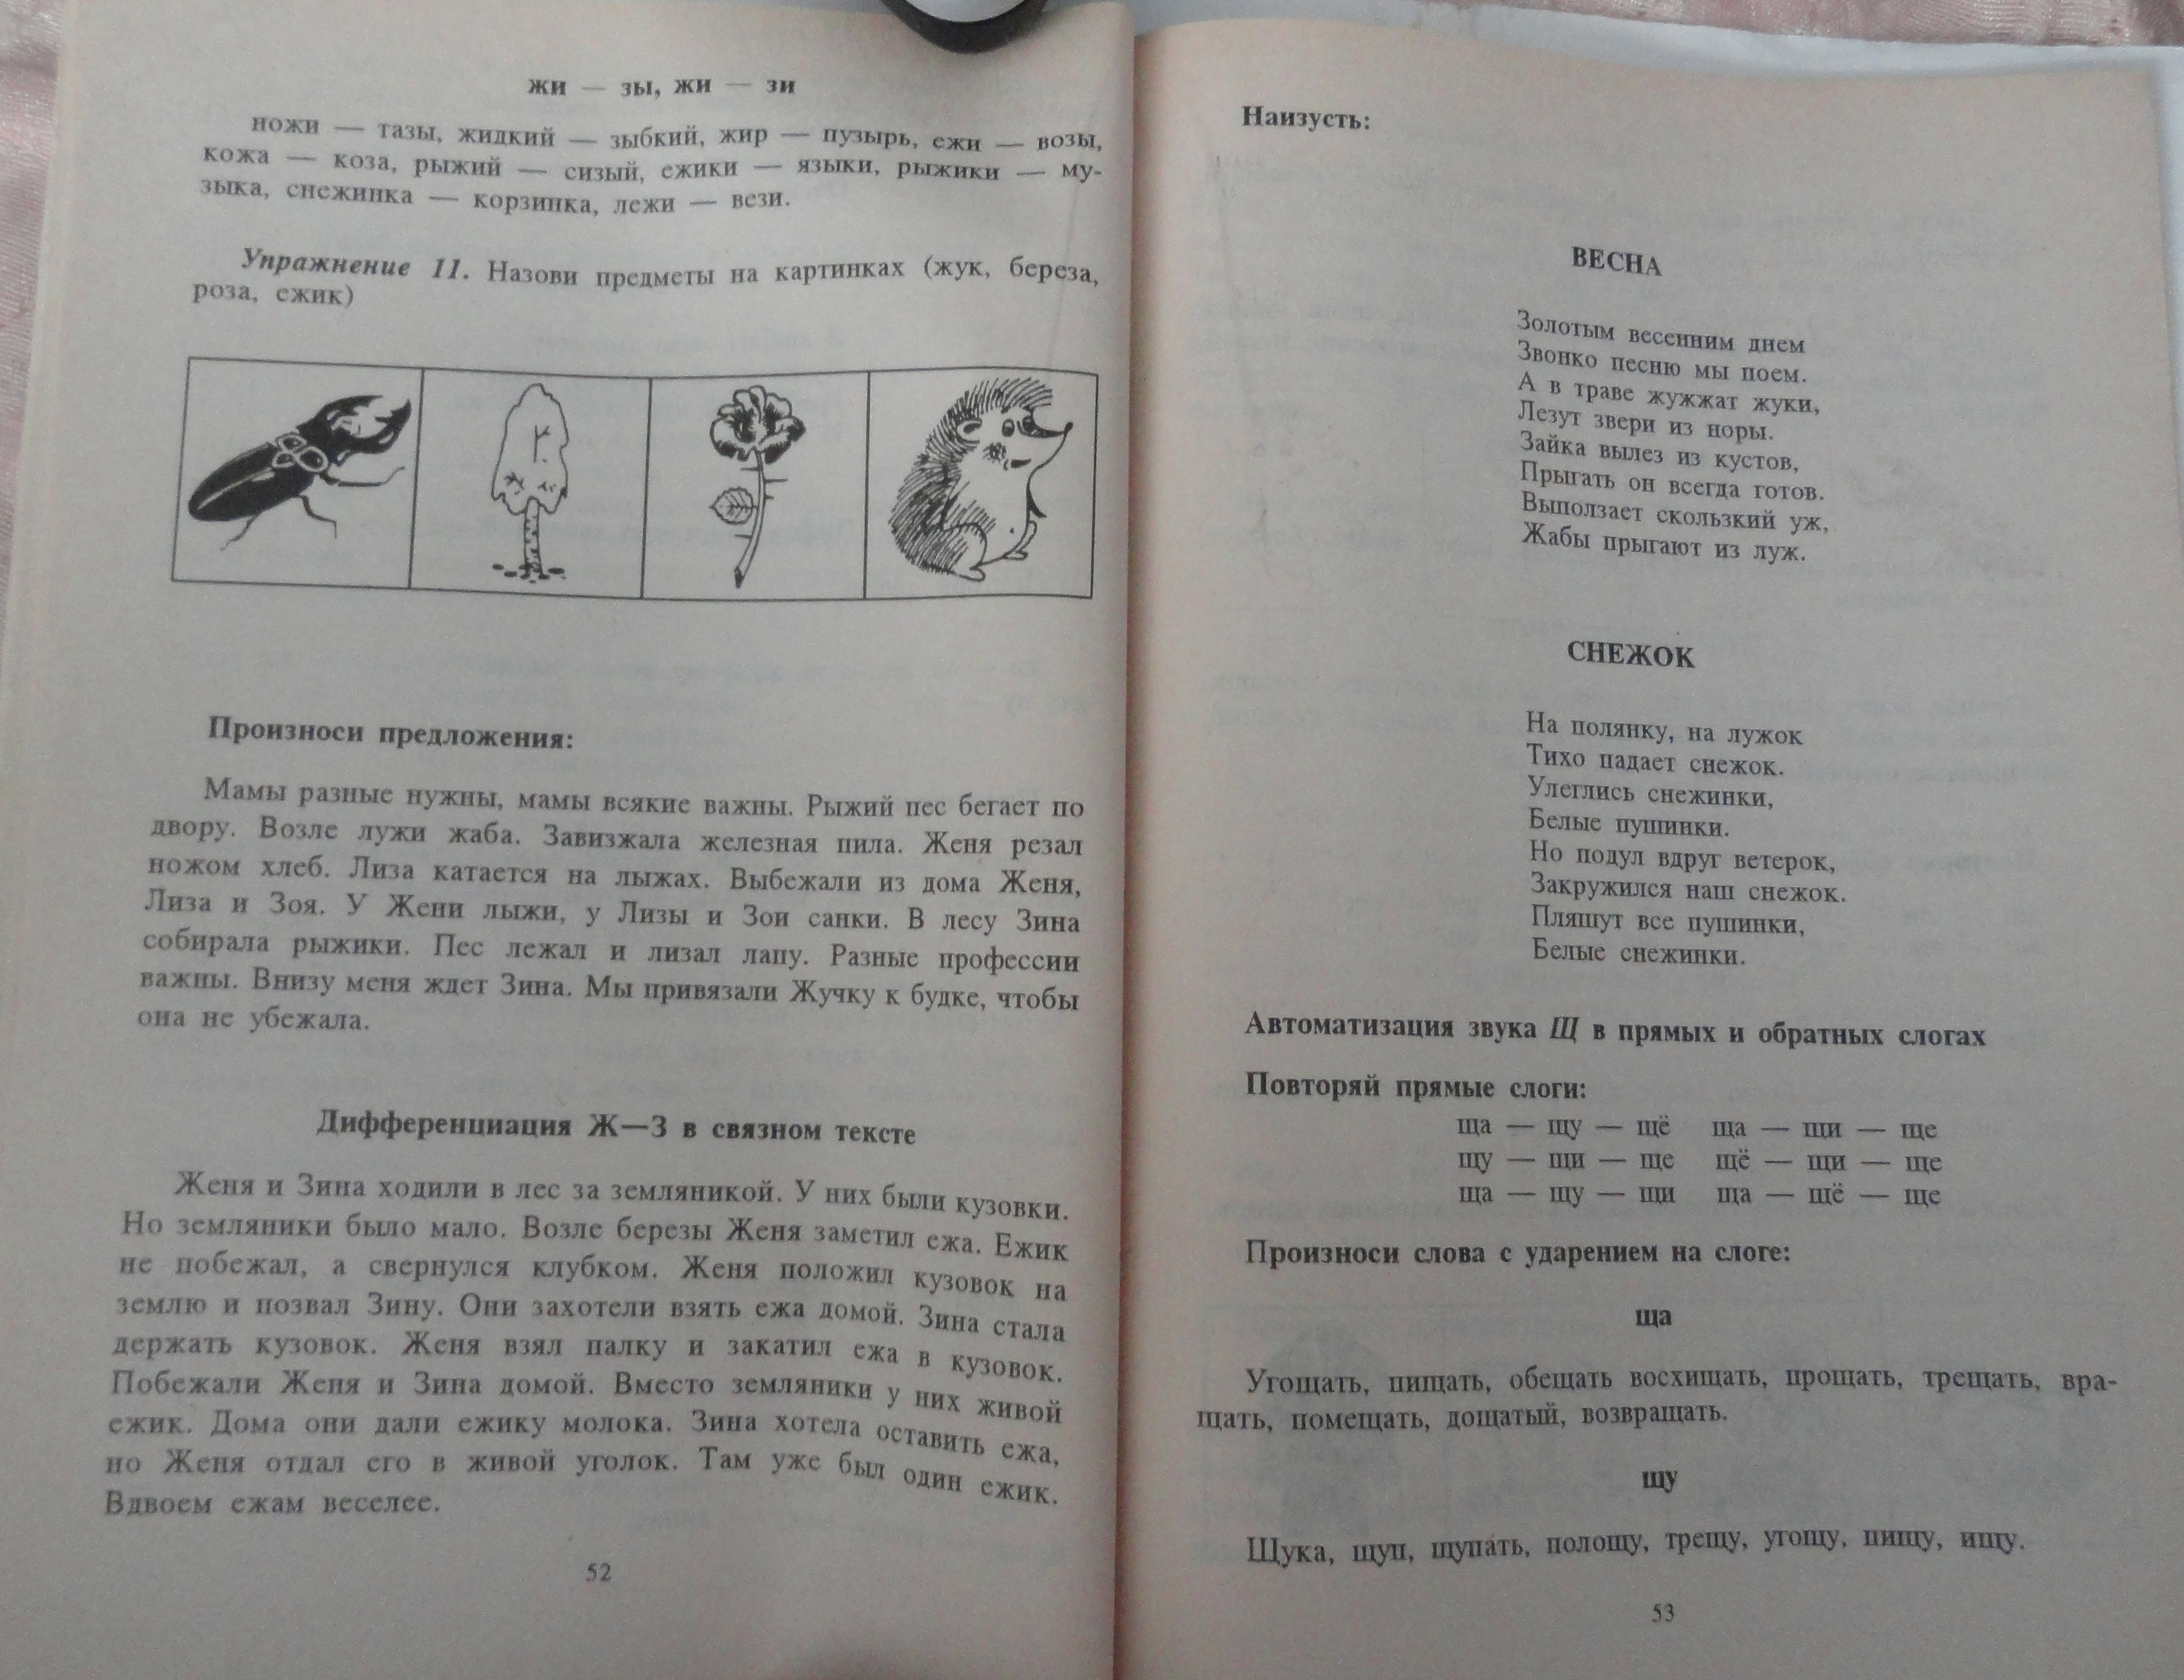 жи — зы, жи — зи
ножи — тазы, жидкий — зыбкий, жир — пузырь, ежи — возы,
кожа — коза, рыжий — сизый, ежики — языки, рыжики — му-
зыка, снежинка — корзинка, лежи — вези.
Упражнение 11. Назови предметы на картинках (жук, береза,
роза, ежик)
Произноси предложения:
Мамы разные нужны, мамы всякие важны. Рыжий пес бегает по
двору. Возле лужи жаба. Завизжала железная пила. Женя резал
ножом хлеб. Лиза катается на лыжах. Выбежали из дома Женя,
Лиза и Зоя. У Жени лыжи, у Лизы и Зои санки. В лесу Зина
собирала рыжики. Пес лежал и лизал лапу. Разные профессии
важны. Внизу меня ждет Зина. Мы привязали Жучку к будке, чтобы
она не убежала.
Дифференциация Ж—З в связном тексте
Женя и Зина ходили в лес за земляникой. У них были кузовки.
Но земляники было мало. Возле березы Женя заметил ежа. Ежик
не побежал, а свернулся клубком. Женя положил кузовок на
землю и позвал Зину. Они захотели взять ежа домой. Зина стала
держать кузовок. Женя взял палку и закатил ежа в кузовок.
Побежали Женя и Зина домой. Вместо земляники у них живой
ежик. Дома они дали ежику молока. Зина хотела оставить ежа,
но Женя отдал его в живой уголок. Там уже был один ежик.
Вдвоем ежам веселее.
52
Наизусть:
ВЕСНА
Золотым весенним днем
Звонко песню мы поем.
А в траве жужжат жуки,
Лезут звери из норы.
Зайка вылез из кустов,
Прыгать он всегда готов.
Выползает скользкий уж,
Жабы прыгают из луж.
СНЕЖОК
На полянку, на лужок
Тихо падает снежок.
Улеглись снежинки,
Белые пушинки.
Но подул вдруг ветерок,
Закружился наш снежок.
Пляшут все пушинки,
Белые снежинки.
Автоматизация звука Щ в прямых и обратных слогах
Повторяй прямые слоги:
ща — щу — щё ща — щи — ще
щу — щи — ще щё — щи — ще
ща — щу — щи ща — щё — ще
Произноси слова с ударением на слоге:
ща
Угощать, пищать, обещать восхищать, прощать, трещать, вра-
щать, помещать, дощатый, возвращать.
щу
Щука, щуп, щупать, полощу, трещу, угощу, пищу, ищу.
53